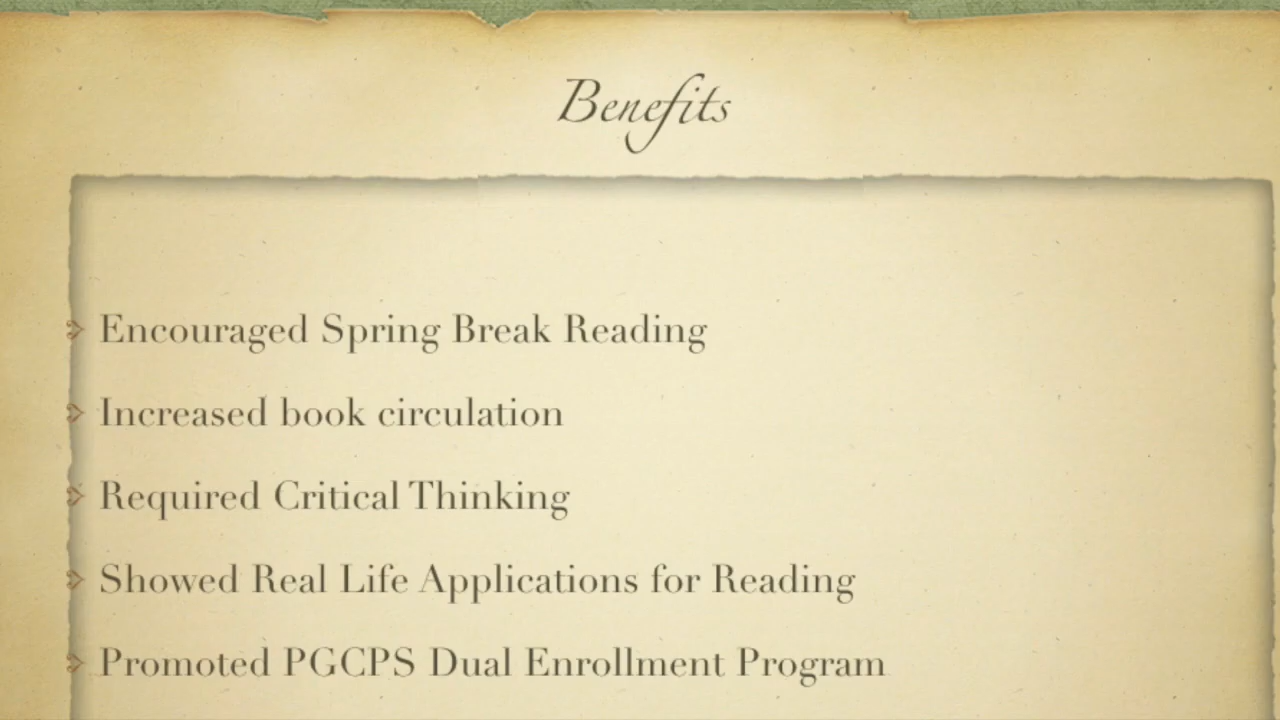 Benefits
Encouraged Spring Break Reading
Increased book circulation
Required Critical Thinking
Showed Real Life Applications for Reading
Promoted PGCPS Dual Enrollment Program